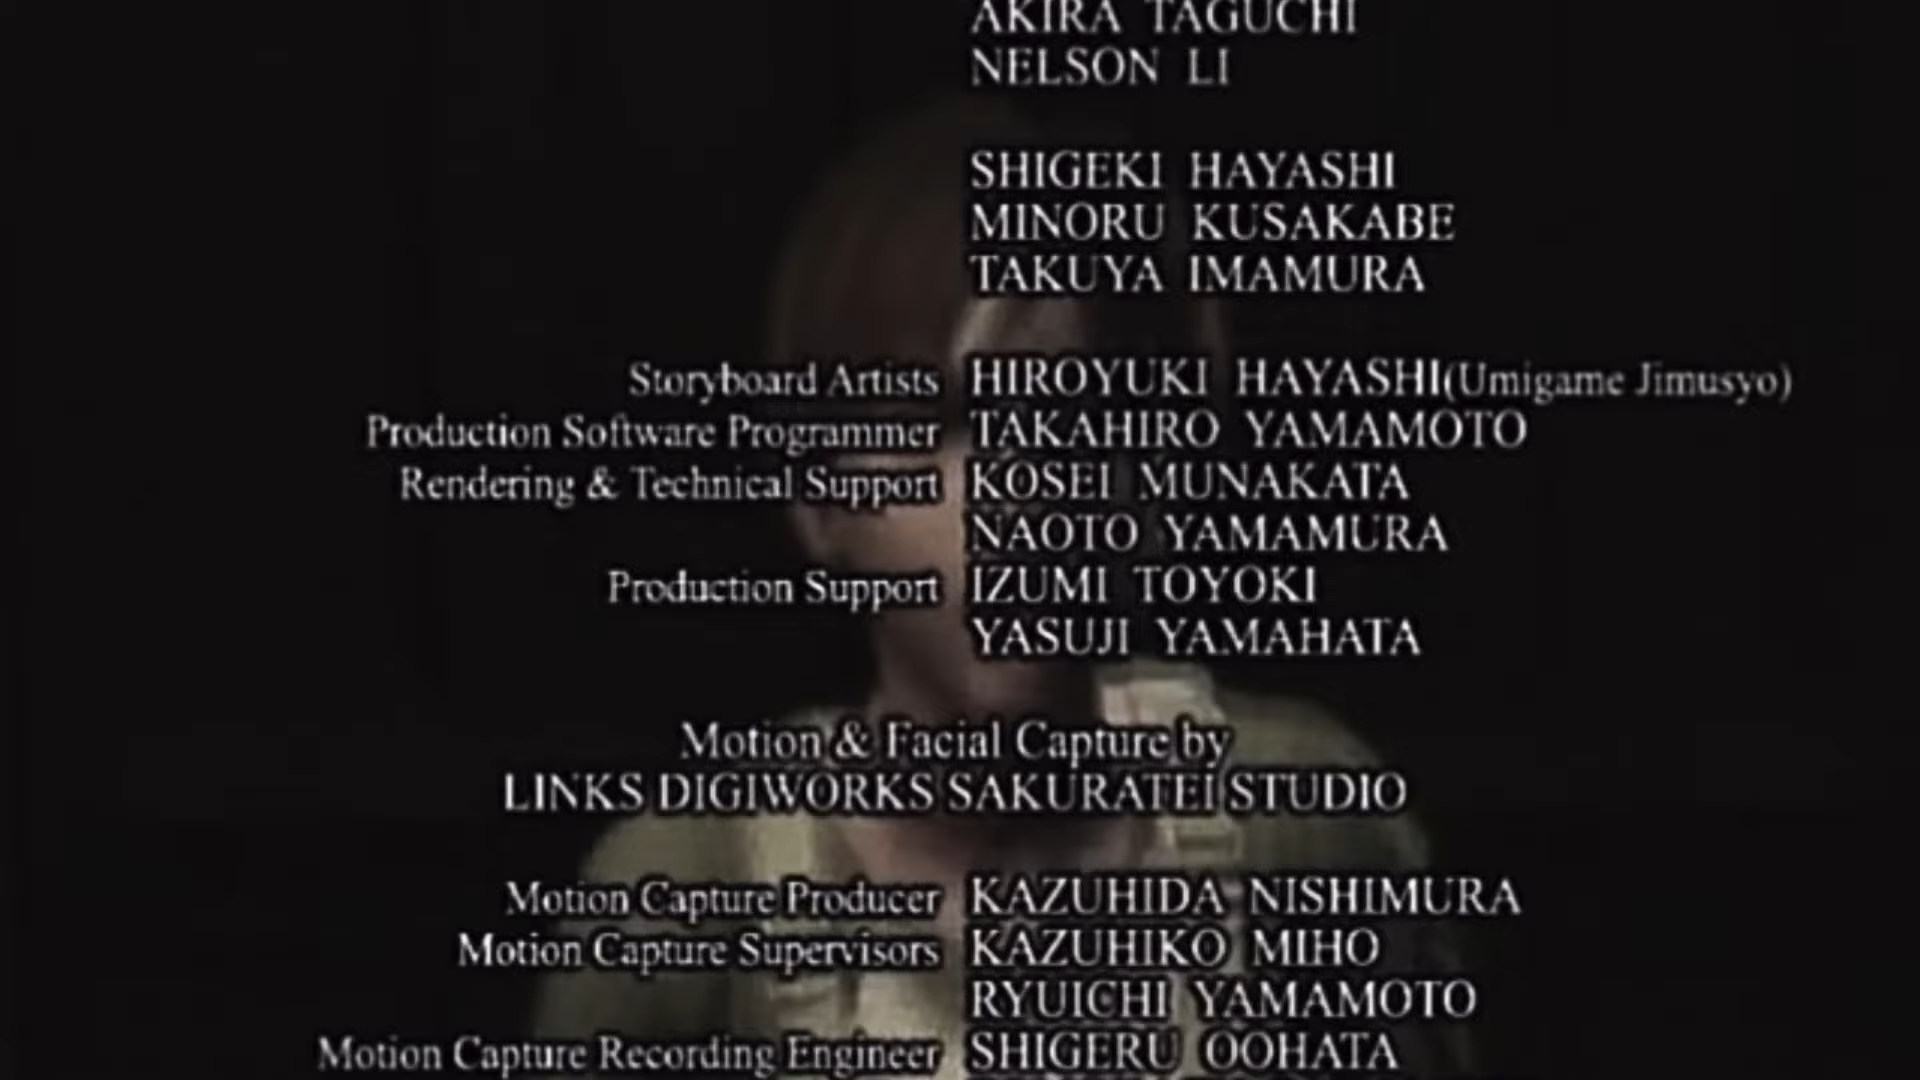 AKIRA TAGUCHI
NELSON LI
SHIGEKI HAYASHI
MINORU KUSAKABE
TAKUYA IMAMURA
Storyboard Artists HIROYUKI HAYASHI(Umigame Jimusyo)
Production Software Programmer TAKAHIRO YAMAMOTO
Rendering & Technical Support KOSEI MUNAKATA
NAOTO YAMAMURA
Production Support IZUMI TOYOKI
YASUJI YAMAHATA
Motion & Facial Capture by
LINKS DIGIWORKS SAKURATEI STUDIO
Motion Capture Producer KAZUHIDA NISHIMURA
Motion Capture Supervisors KAZUHIKO MIHO
RYUICHI YAMAMOTO
Motion Capture Recording Engineer SHIGERU OOHATA